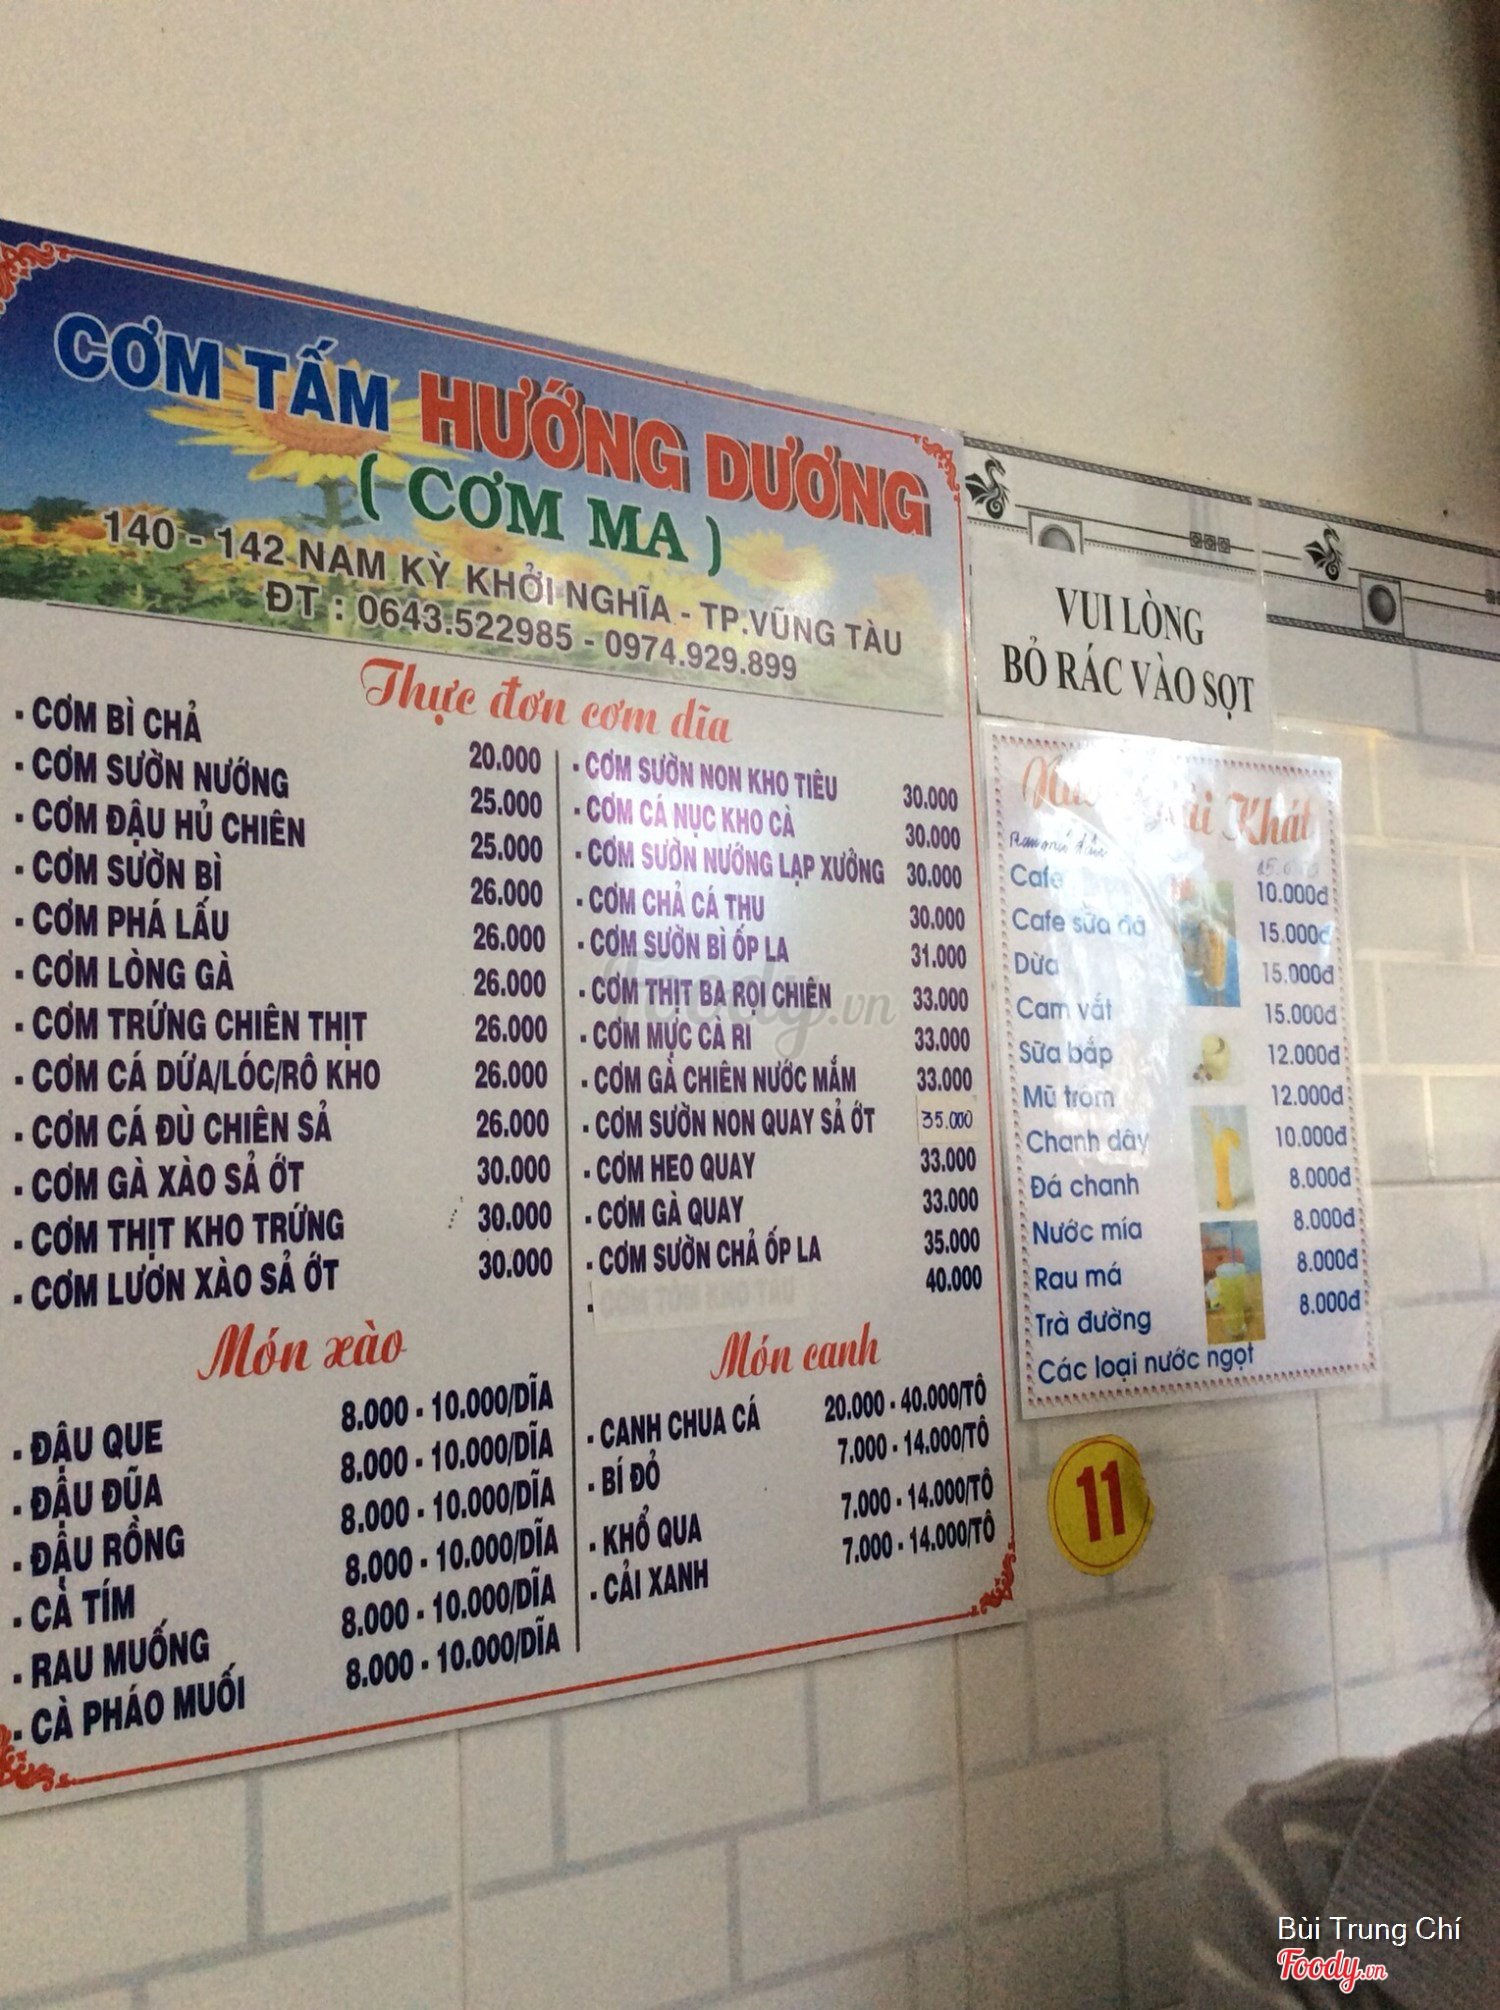 CƠM TẤM HƯỚNG DƯƠNG
( CƠM MA )
140 - 142 NAM KỲ KHỞI NGHĨA - TP.VŨNG TÀU
ĐT : 0643.522985 - 0974.929.899
Thực đơn cơm dĩa
- CƠM BÌ CHẢ 20.000
- CƠM SƯỜN NƯỚNG 25.000
- CƠM ĐẬU HỦ CHIÊN 25.000
- CƠM SƯỜN BÌ 26.000
- CƠM PHÁ LẤU 26.000
- CƠM LÒNG GÀ 26.000
- CƠM TRỨNG CHIÊN THỊT 26.000
- CƠM CÁ DỨA/LÓC/RÔ KHO 26.000
- CƠM CÁ ĐÙ CHIÊN SẢ 26.000
- CƠM GÀ XÀO SẢ ỚT 30.000
- CƠM THỊT KHO TRỨNG 30.000
- CƠM LƯƠN XÀO SẢ ỚT 30.000
- CƠM SƯỜN NON KHO TIÊU 30.000
- CƠM CÁ NỤC KHO CÀ 30.000
- CƠM SƯỜN NƯỚNG LẠP XƯỞNG 30.000
- CƠM CHẢ CÁ THU 30.000
- CƠM SƯỜN BÌ ỐP LA 31.000
- CƠM THỊT BA RỌI CHIÊN 33.000
- CƠM MỰC CÀ RI 33.000
- CƠM GÀ CHIÊN NƯỚC MẮM 33.000
- CƠM SƯỜN NON QUAY SẢ ỚT 35.000
- CƠM HEO QUAY 33.000
- CƠM GÀ QUAY 33.000
- CƠM SƯỜN CHẢ ỐP LA 35.000
- 40.000
Món xào
- ĐẬU QUE 8.000 - 10.000/DĨA
- ĐẬU ĐŨA 8.000 - 10.000/DĨA
- ĐẬU RỒNG 8.000 - 10.000/DĨA
- CÀ TÍM 8.000 - 10.000/DĨA
- RAU MUỐNG 8.000 - 10.000/DĨA
- CÀ PHÁO MUỐI 8.000 - 10.000/DĨA
Món canh
- CANH CHUA CÁ 20.000 - 40.000/TÔ
- BÍ ĐỎ 7.000 - 14.000/TÔ
- KHỔ QUA 7.000 - 14.000/TÔ
- CẢI XANH 7.000 - 14.000/TÔ
VUI LÒNG
BỎ RÁC VÀO SỌT
Khát
15.000
Cafe 10.000đ
Cafe sữa đá 15.000đ
Dừa 15.000đ
Cam vắt 15.000đ
Sữa bắp 12.000đ
Mủ trôm 12.000đ
Chanh dây 10.000đ
Đá chanh 8.000đ
Nước mía 8.000đ
Rau má 8.000đ
Trà đường 8.000đ
Các loại nước ngọt
11
Foody.vn
Bùi Trung Chí
Foody.vn